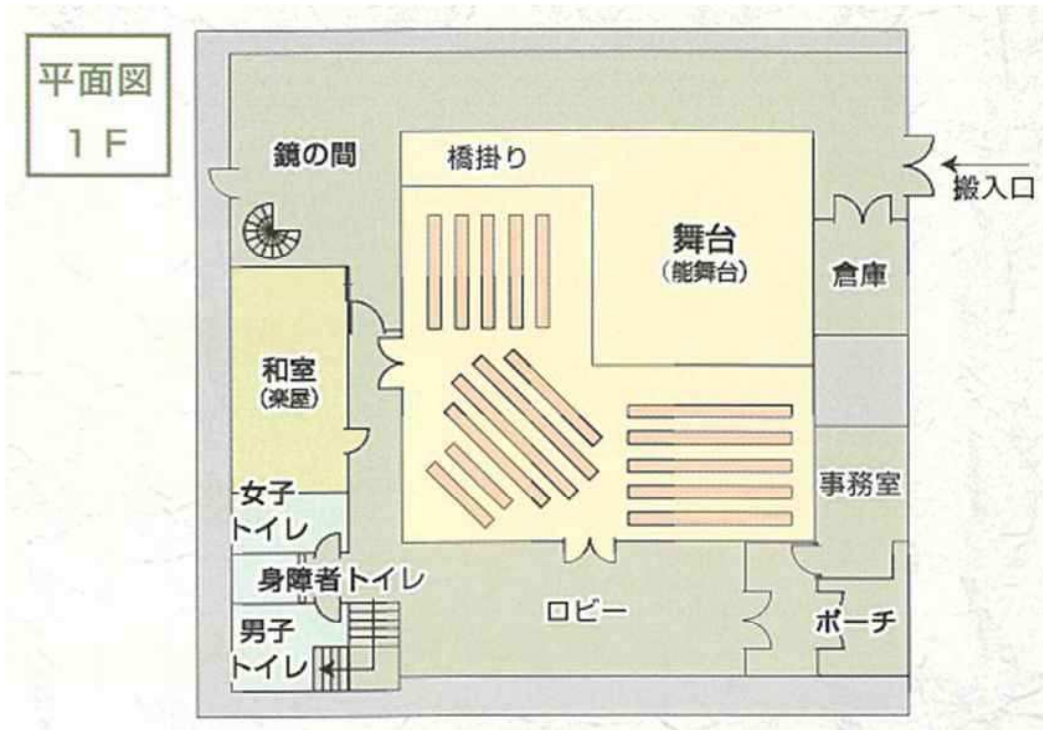 平面図
１Ｆ
鏡の間
橋掛り
搬入口
舞台
（能舞台）
倉庫
和室
（楽屋）
事務室
女子
トイレ
身障者トイレ
ロビー
ポーチ
男子
トイレ